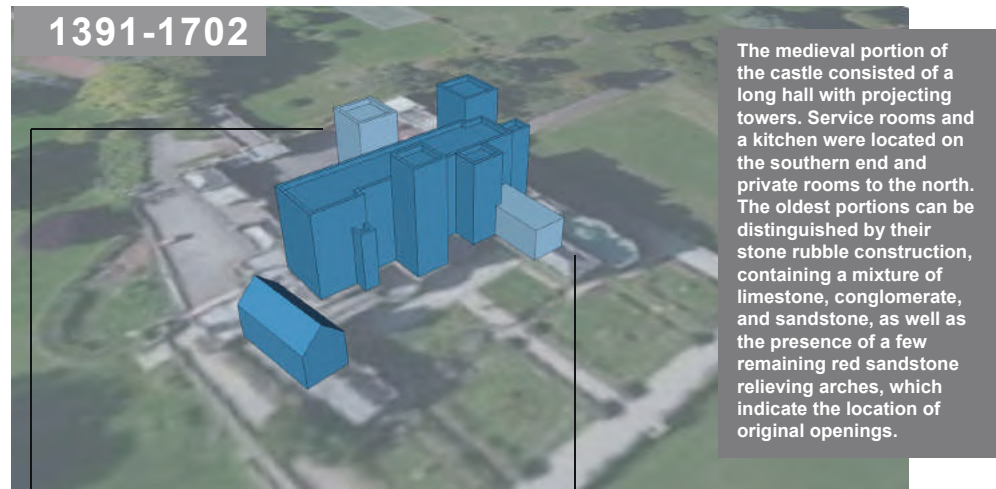 1391-1702
The medieval portion of
the castle consisted of a
long hall with projecting
towers. Service rooms and
a kitchen were located on
the southern end and
private rooms to the north.
The oldest portions can be
distinguished by their
stone rubble construction,
containing a mixture of
limestone, conglomerate,
and sandstone, as well as
the presence of a few
remaining red sandstone
relieving arches, which
indicate the location of
original openings.